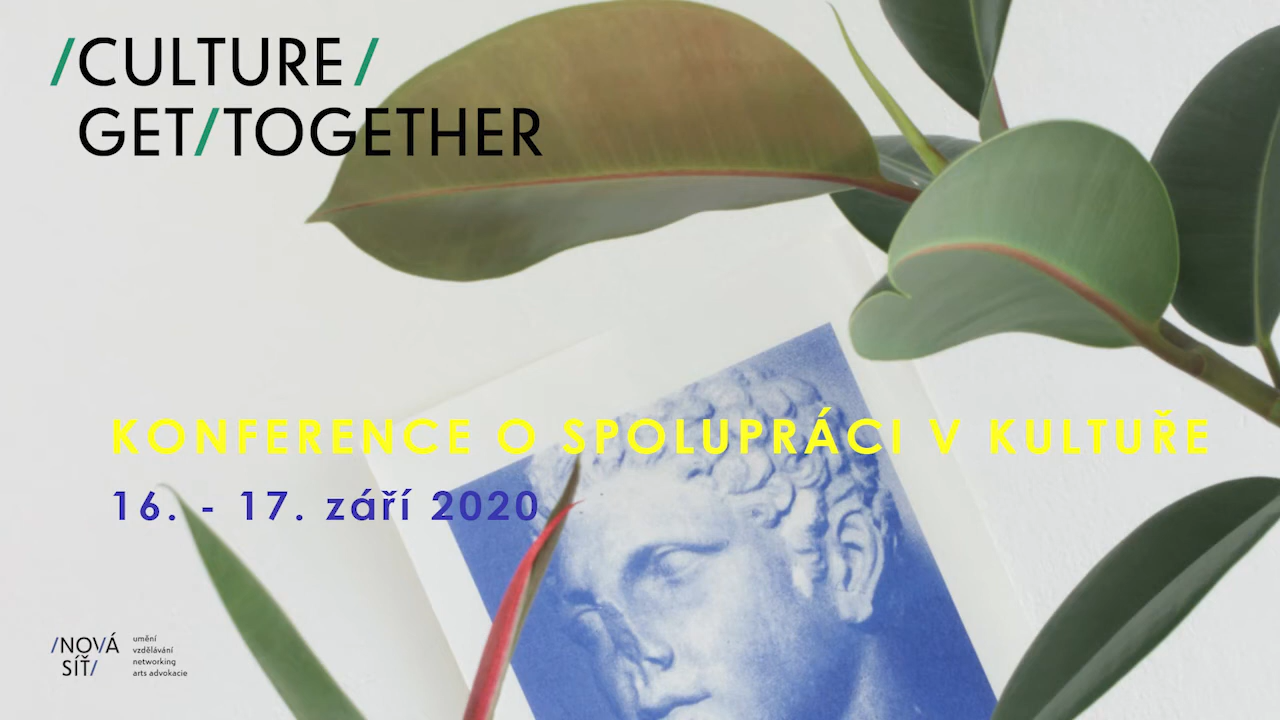 /CULTURE/
GET/TOGETHER
KONFERENCE O SPOLUPRÁCI V KULTUŘE
16. - 17. září 2020
/NOVÁ
SÍŤ/
umění
vzdělávání
networking
arts advokacie